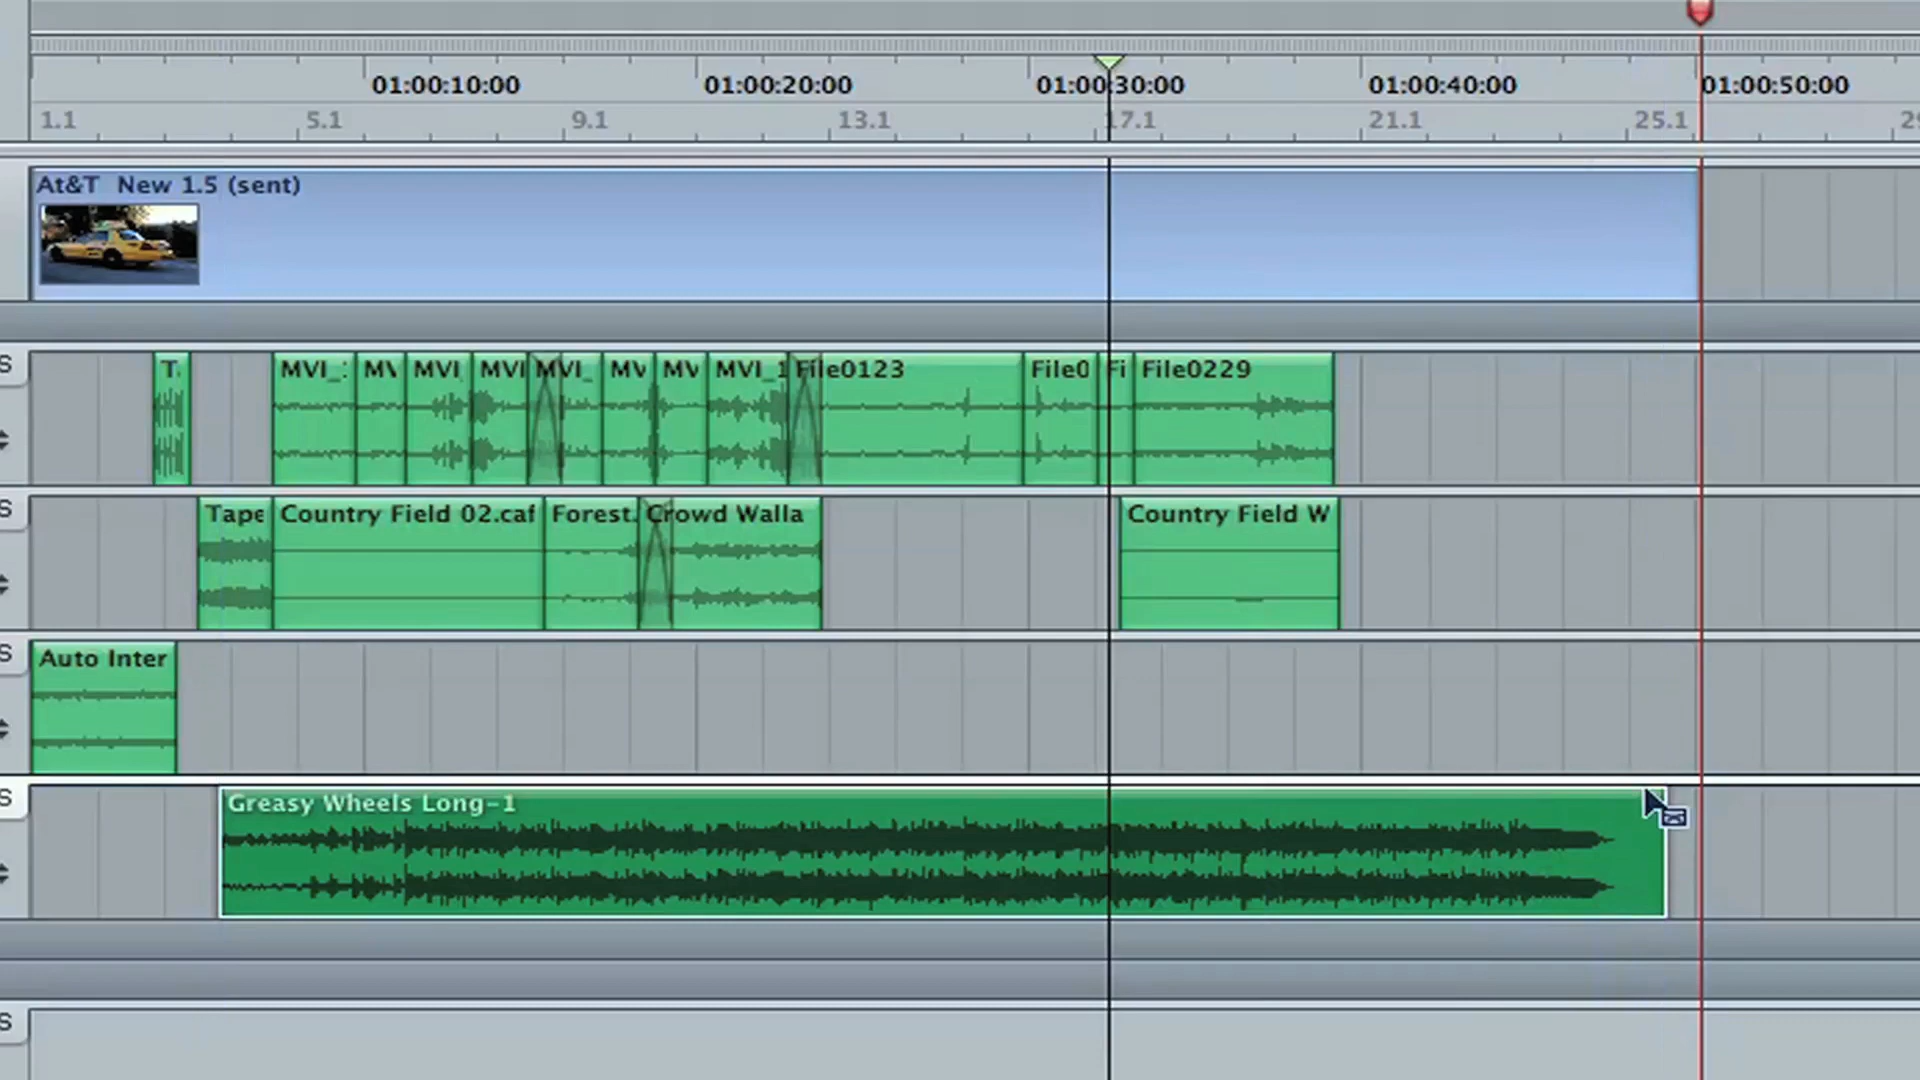 01:00:10:00 01:00:20:00 01:00:30:00 01:00:40:00 01:00:50:00
1.1 5.1 9.1 13.1 17.1 21.1 25.1
At&T New 1.5 (sent)
S T. MVI_: MV MVI MVI MVI_ MV MV MVI_1 File0123 File0 Fi File0229
S Tape Country Field 02.caf Forest. Crowd Walla Country Field W
S Auto Inter
S Greasy Wheels Long-1
S